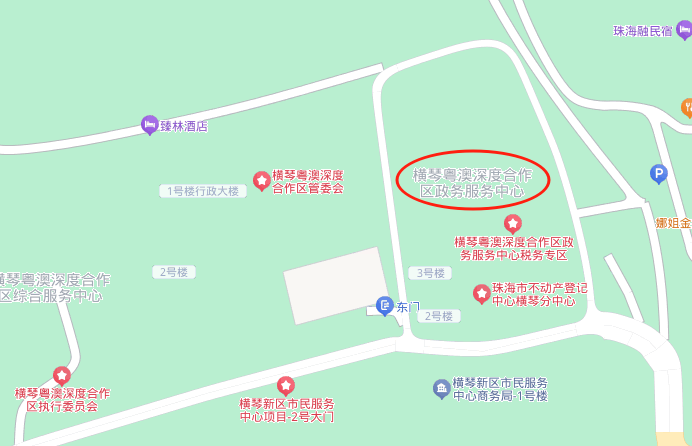 珠海融民宿
臻林酒店
横琴粤澳深度
合作区管委会
1号楼行政大楼
横琴粤澳深度合作
区政务服务中心
P
娜姐金
横琴粤澳深度合作区政
务服务中心税务专区
2号楼
3号楼
横琴粤澳深度合作
区综合服务中心
珠海市不动产登记
中心横琴分中心
东门
2号楼
横琴粤澳深度合作
区执行委员会
横琴新区市民服务
中心项目-2号大门
横琴新区市民服务
中心商务局-1号楼